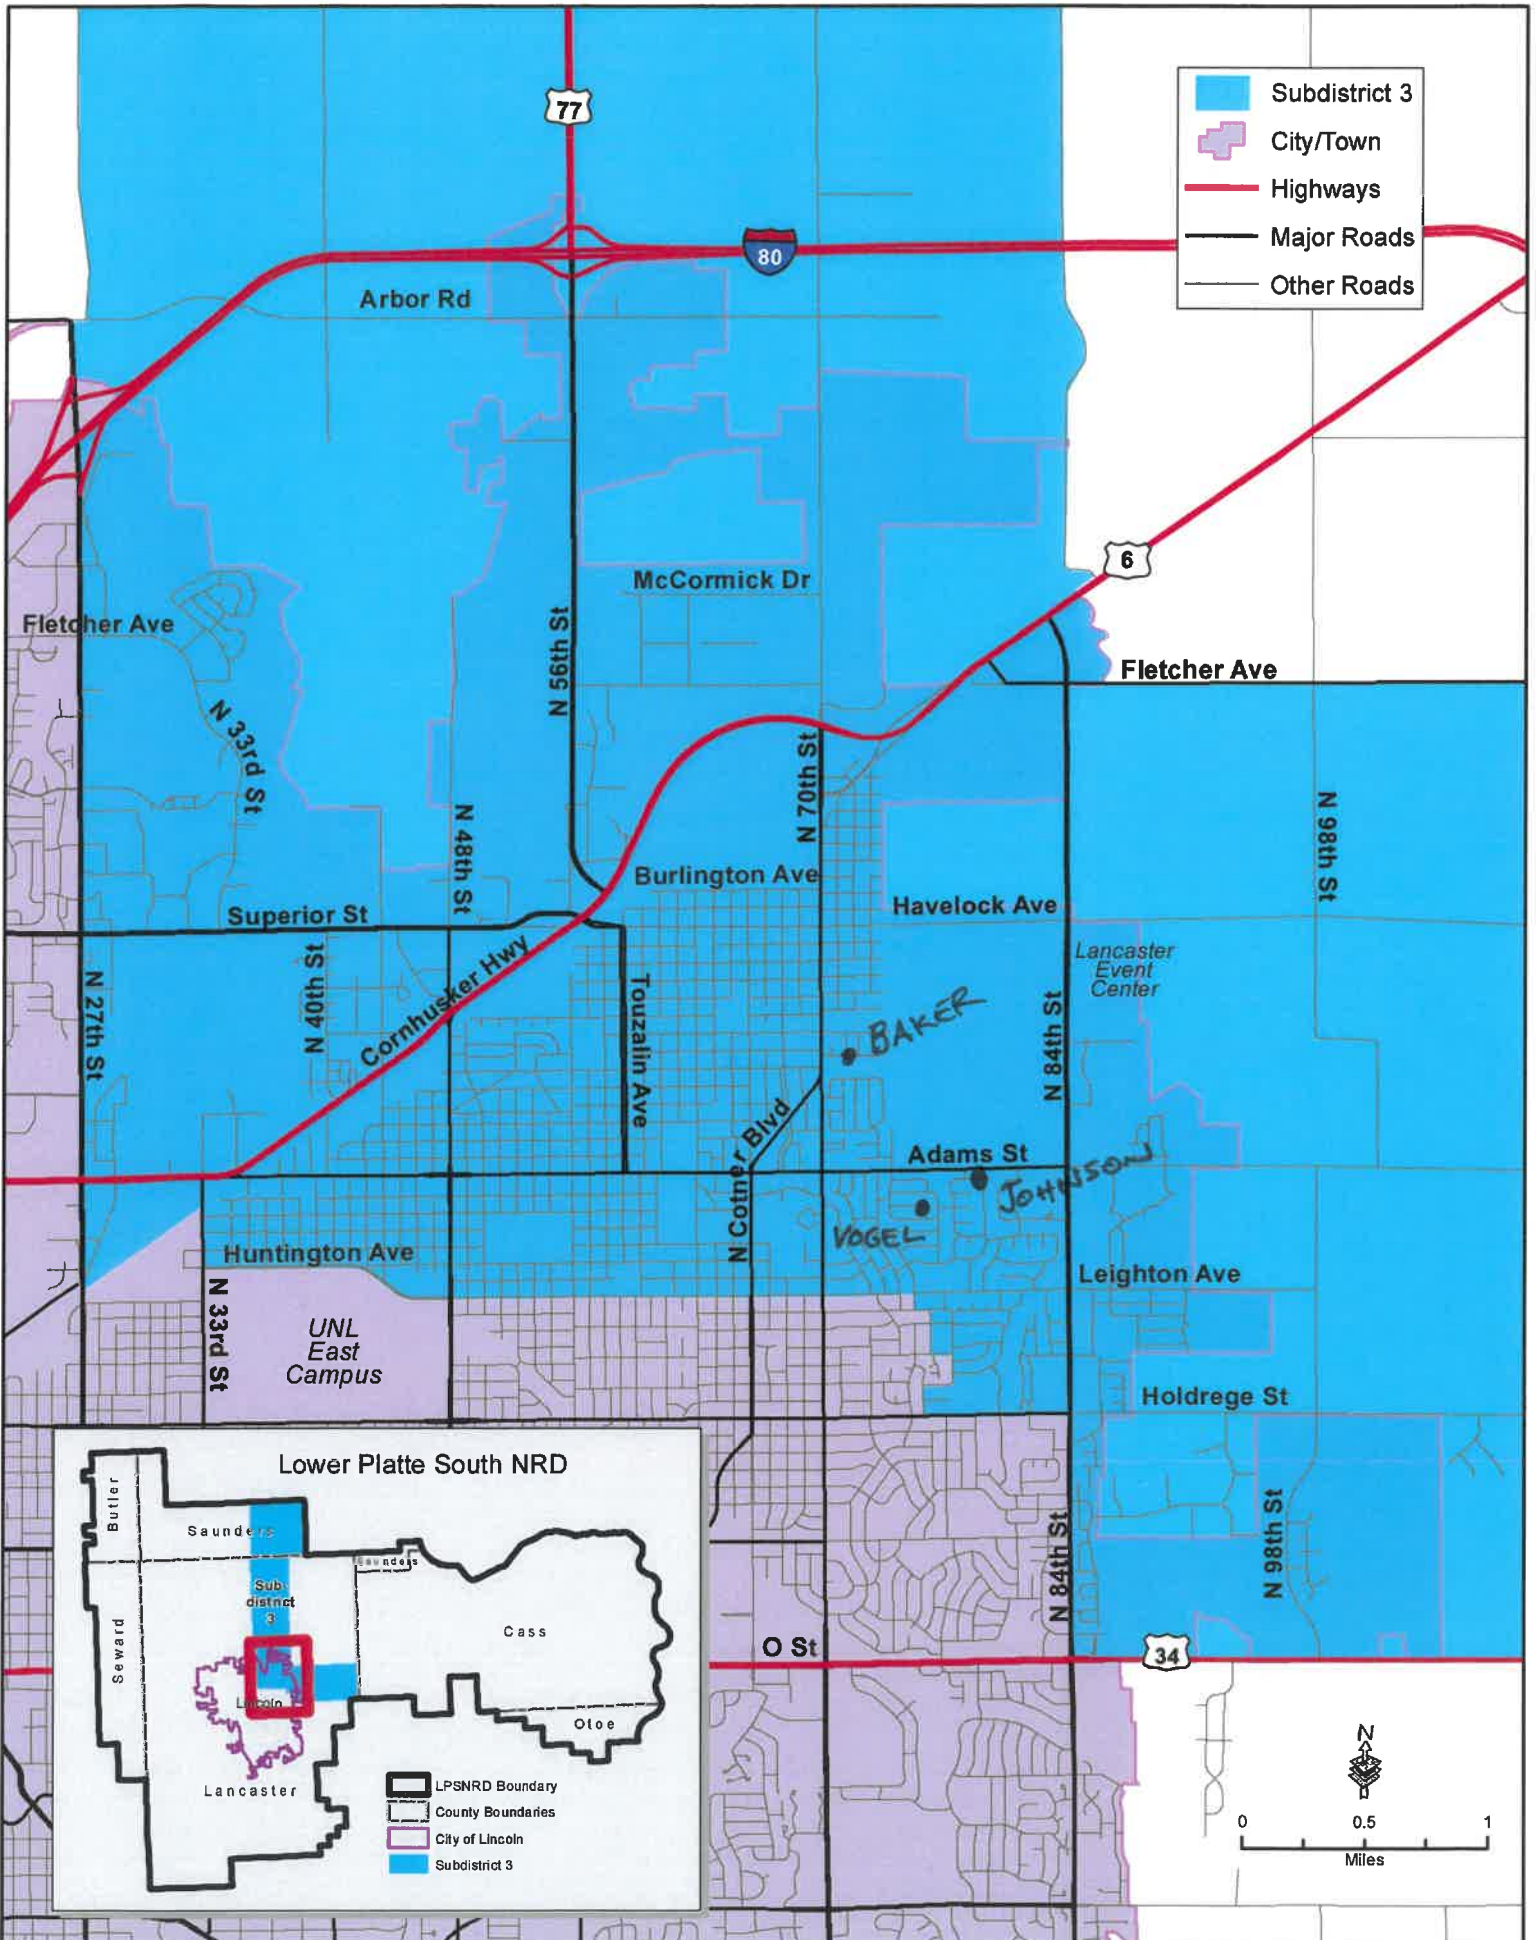 77
Subdistrict 3
City/Town
Highways
Major Roads
Other Roads
80
Arbor Rd
6
McCormick Dr
Fletcher Ave
N 56th St
Fletcher Ave
N 33rd St
N 70th St
N 98th St
N 48th St
Burlington Ave
Havelock Ave
Superior St
Lancaster
Event
Center
N 40th St
Cornhusker Hwy
N 27th St
Touzalin Ave
N 84th St
BAKER
N Cotner Blvd
Adams St
JOHNSON
VOGEL
Huntington Ave
Leighton Ave
N 33rd St
UNL
East
Campus
Holdrege St
Lower Platte South NRD
Butler
Saunders
Saunders
Sub-
district
3
Seward
Cass
N 84th St
N 98th St
O St
34
Lincoln
Otoe
Lancaster
LPSNRD Boundary
County Boundaries
City of Lincoln
Subdistrict 3
N
0 0.5 1
Miles